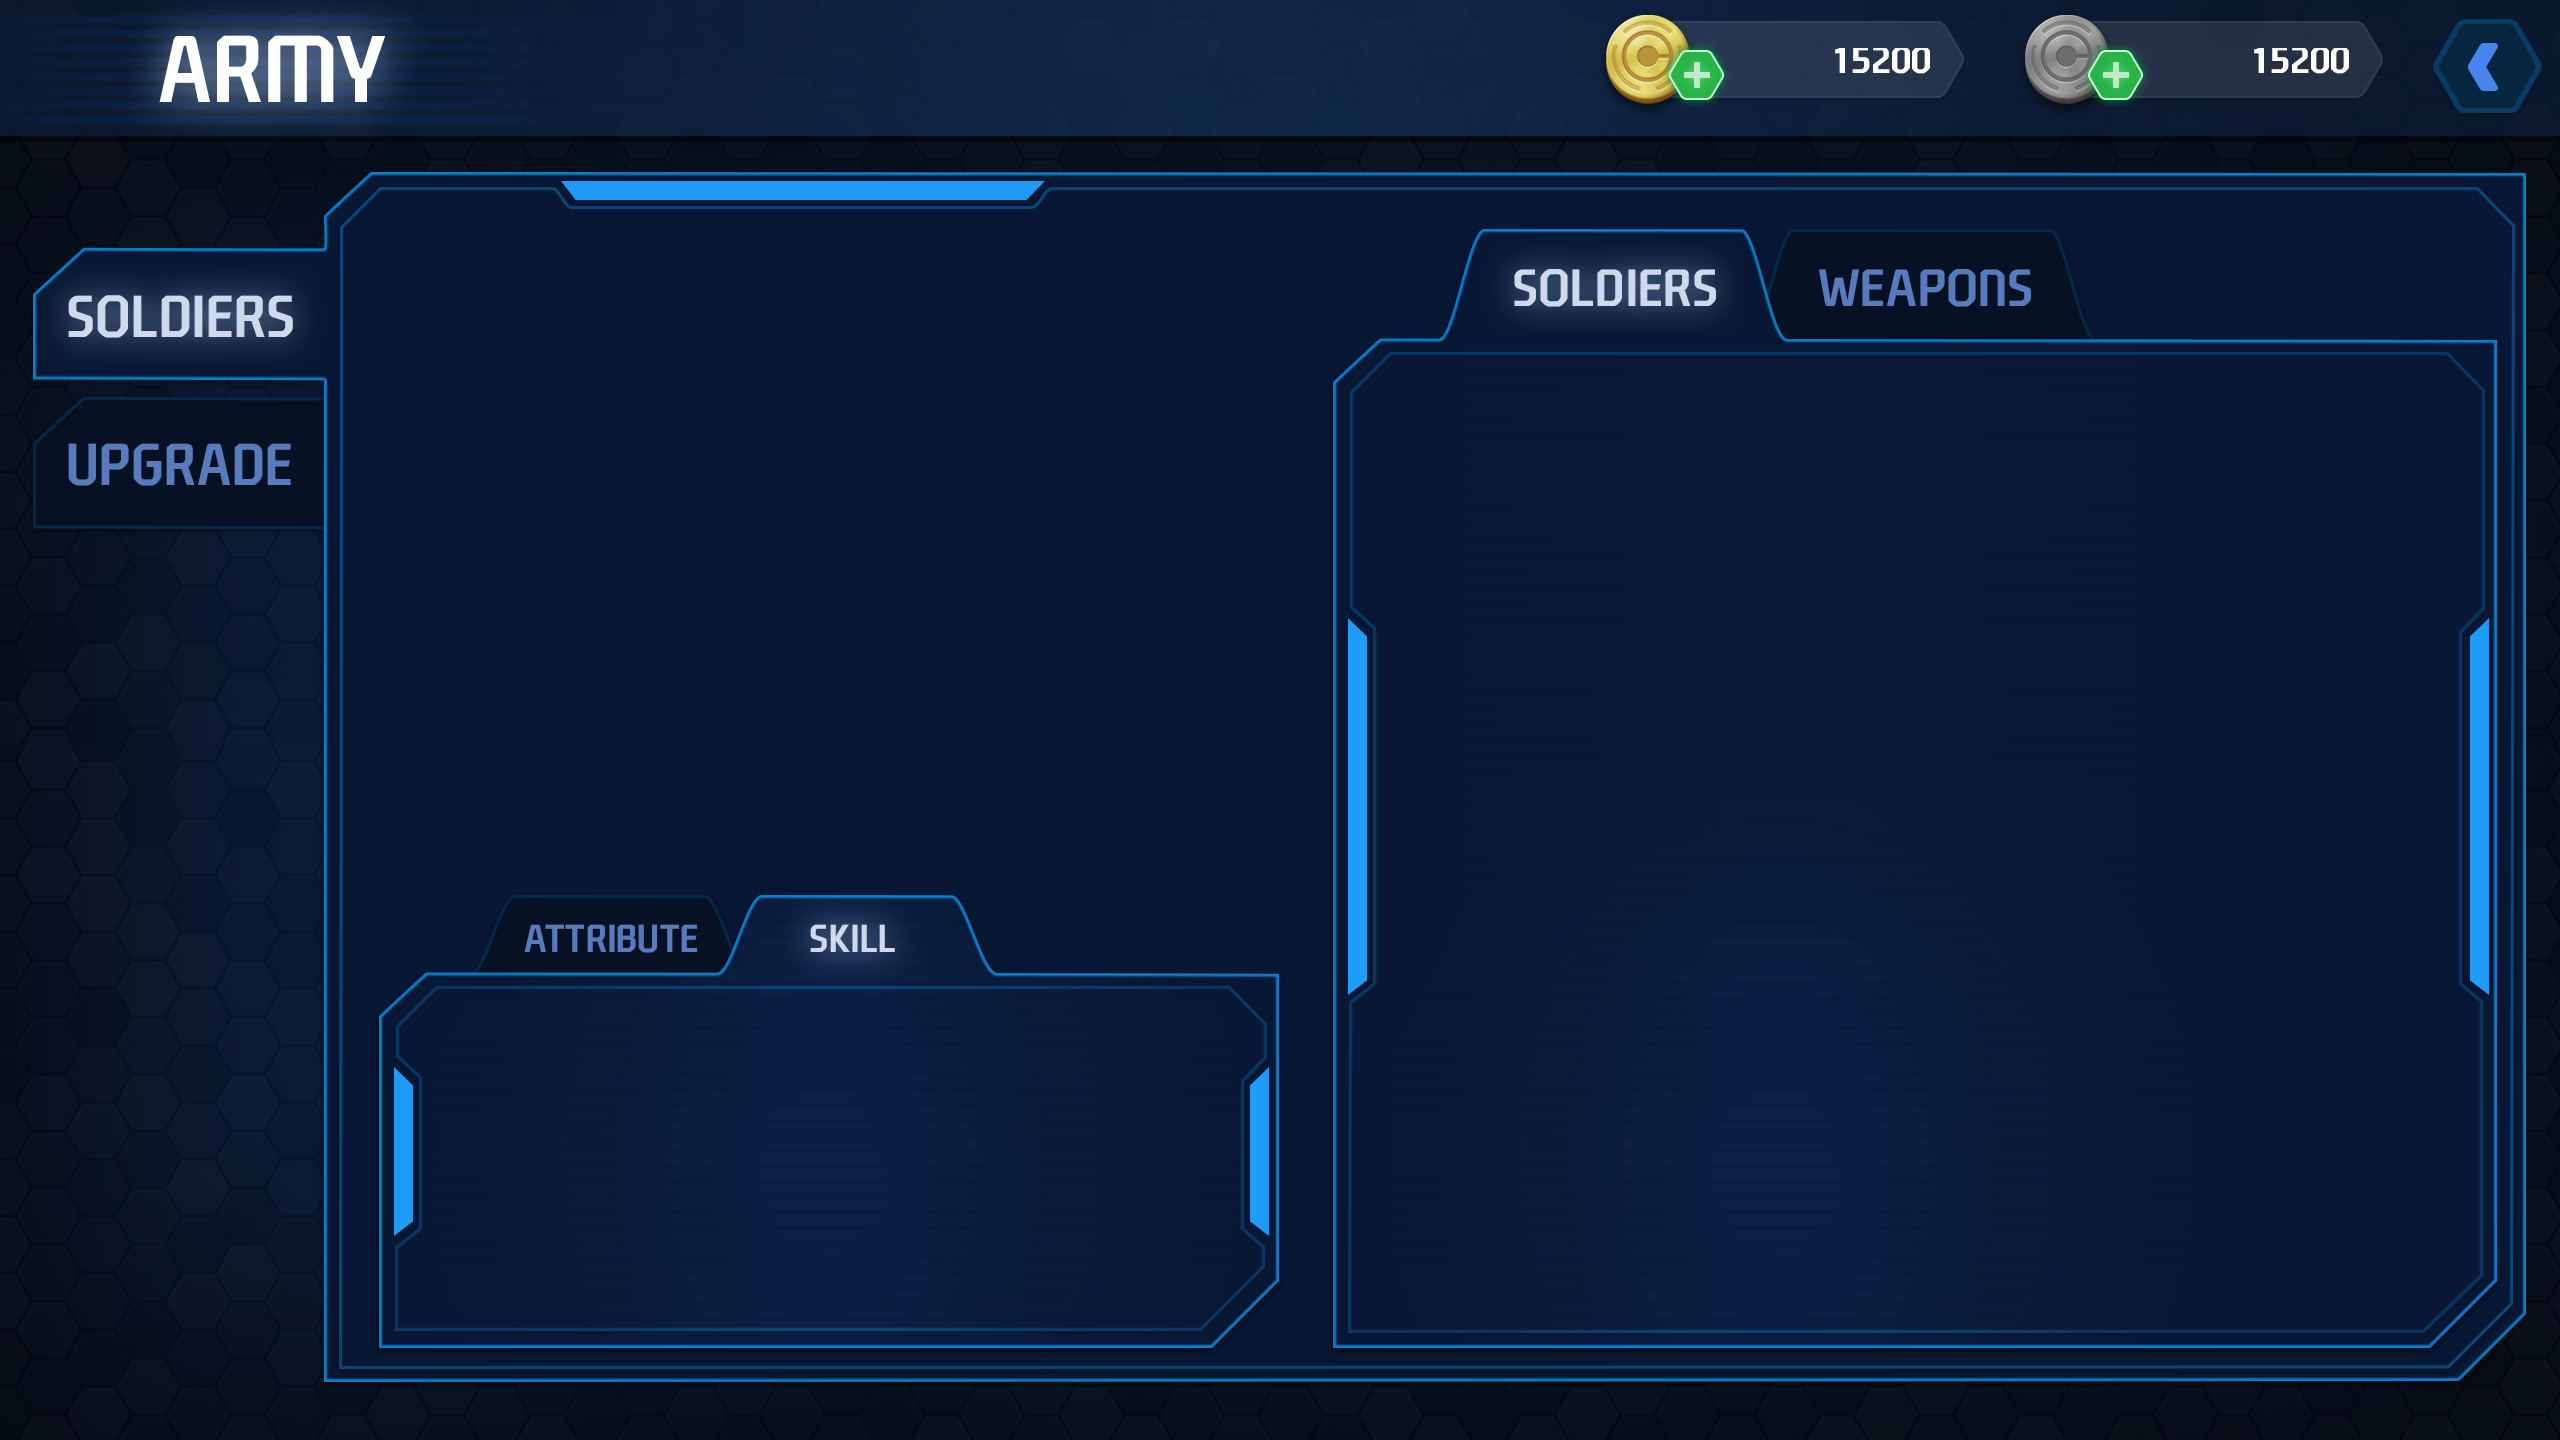 ARMY
15200
15200
SOLDIERS
UPGRADE
SOLDIERS
WEAPONS
ATTRIBUTE
SKILL